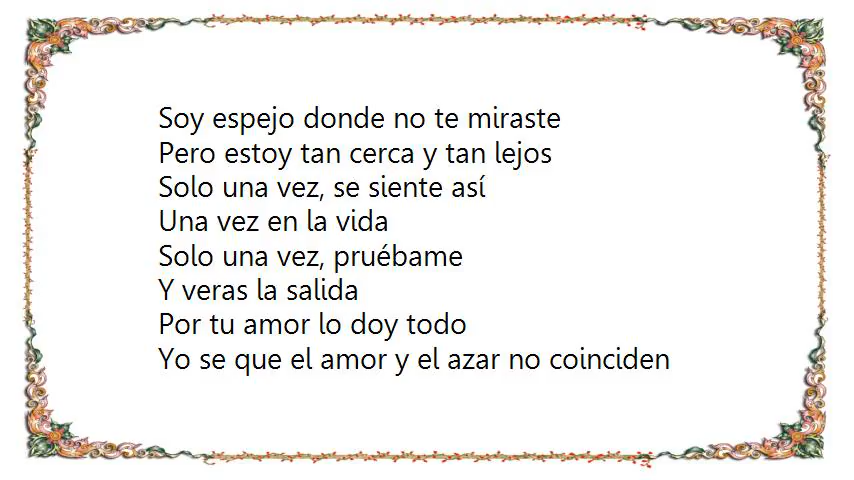 Soy espejo donde no te miraste
Pero estoy tan cerca y tan lejos
Solo una vez, se siente así
Una vez en la vida
Solo una vez, pruébame
Y veras la salida
Por tu amor lo doy todo
Yo se que el amor y el azar no coinciden